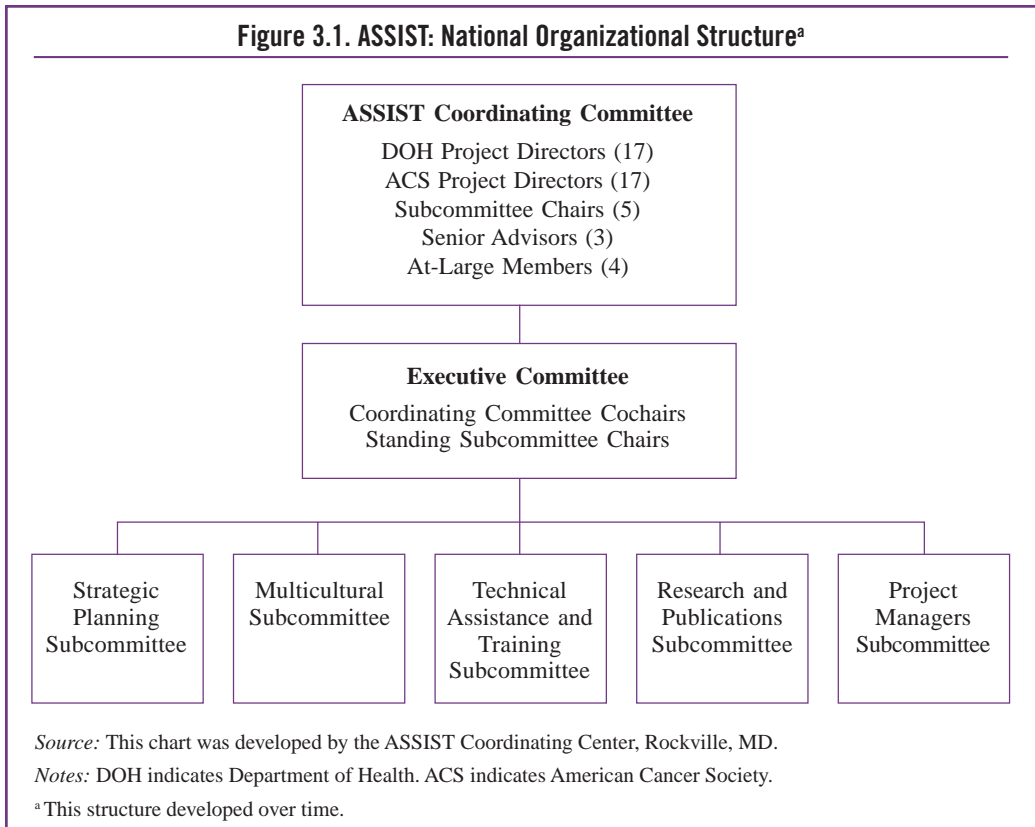 Figure 3.1. ASSIST: National Organizational Structureᵃ
ASSIST Coordinating Committee
DOH Project Directors (17)
ACS Project Directors (17)
Subcommittee Chairs (5)
Senior Advisors (3)
At-Large Members (4)
Executive Committee
Coordinating Committee Cochairs
Standing Subcommittee Chairs
Strategic
Planning
Subcommittee
Multicultural
Subcommittee
Technical
Assistance and
Training
Subcommittee
Research and
Publications
Subcommittee
Project
Managers
Subcommittee
Source: This chart was developed by the ASSIST Coordinating Center, Rockville, MD.
Notes: DOH indicates Department of Health. ACS indicates American Cancer Society.
ᵃ This structure developed over time.